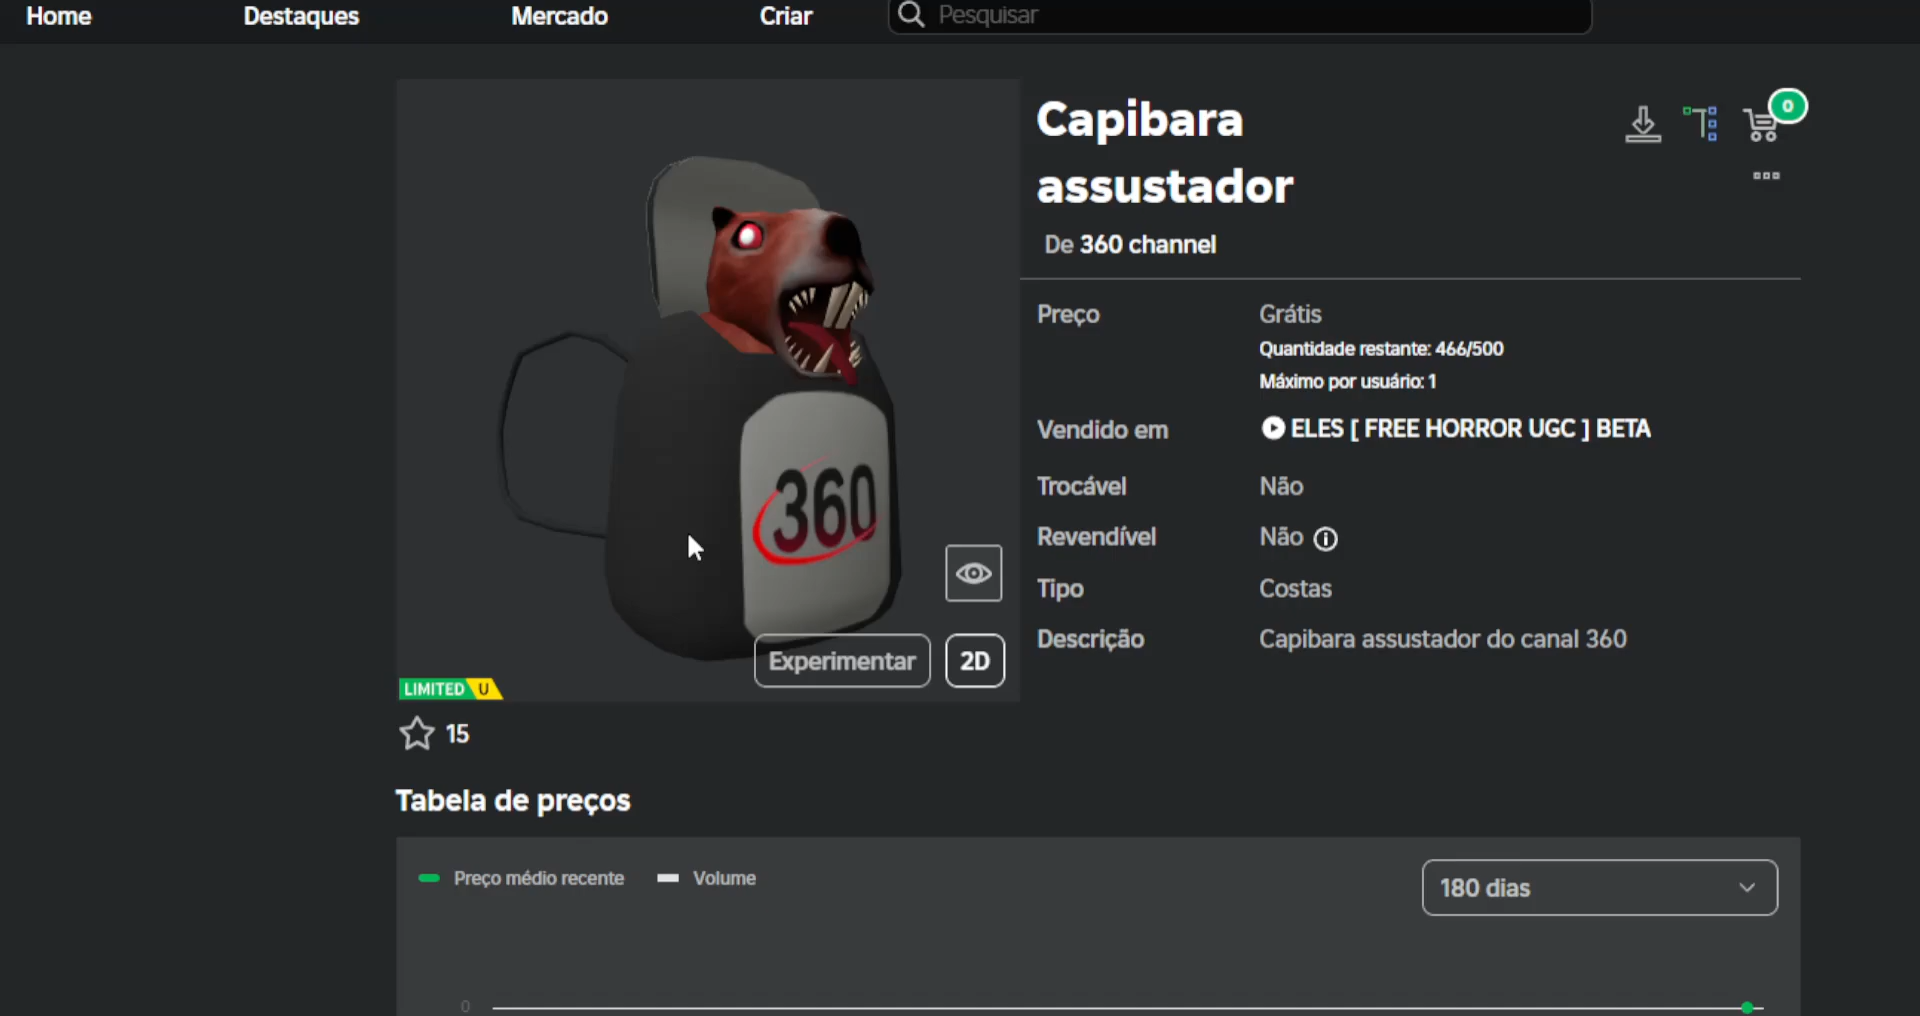 Home Destaques Mercado Criar Pesquisar
Capibara
assustador
0
De 360 channel
Preço Grátis
Quantidade restante: 466/500
Máximo por usuário: 1
Vendido em ELES [ FREE HORROR UGC ] BETA
Trocável Não
Revendível Não
Tipo Costas
Descrição Capibara assustador do canal 360
360
Experimentar 2D
LIMITED U
15
Tabela de preços
Preço médio recente Volume
180 dias
0